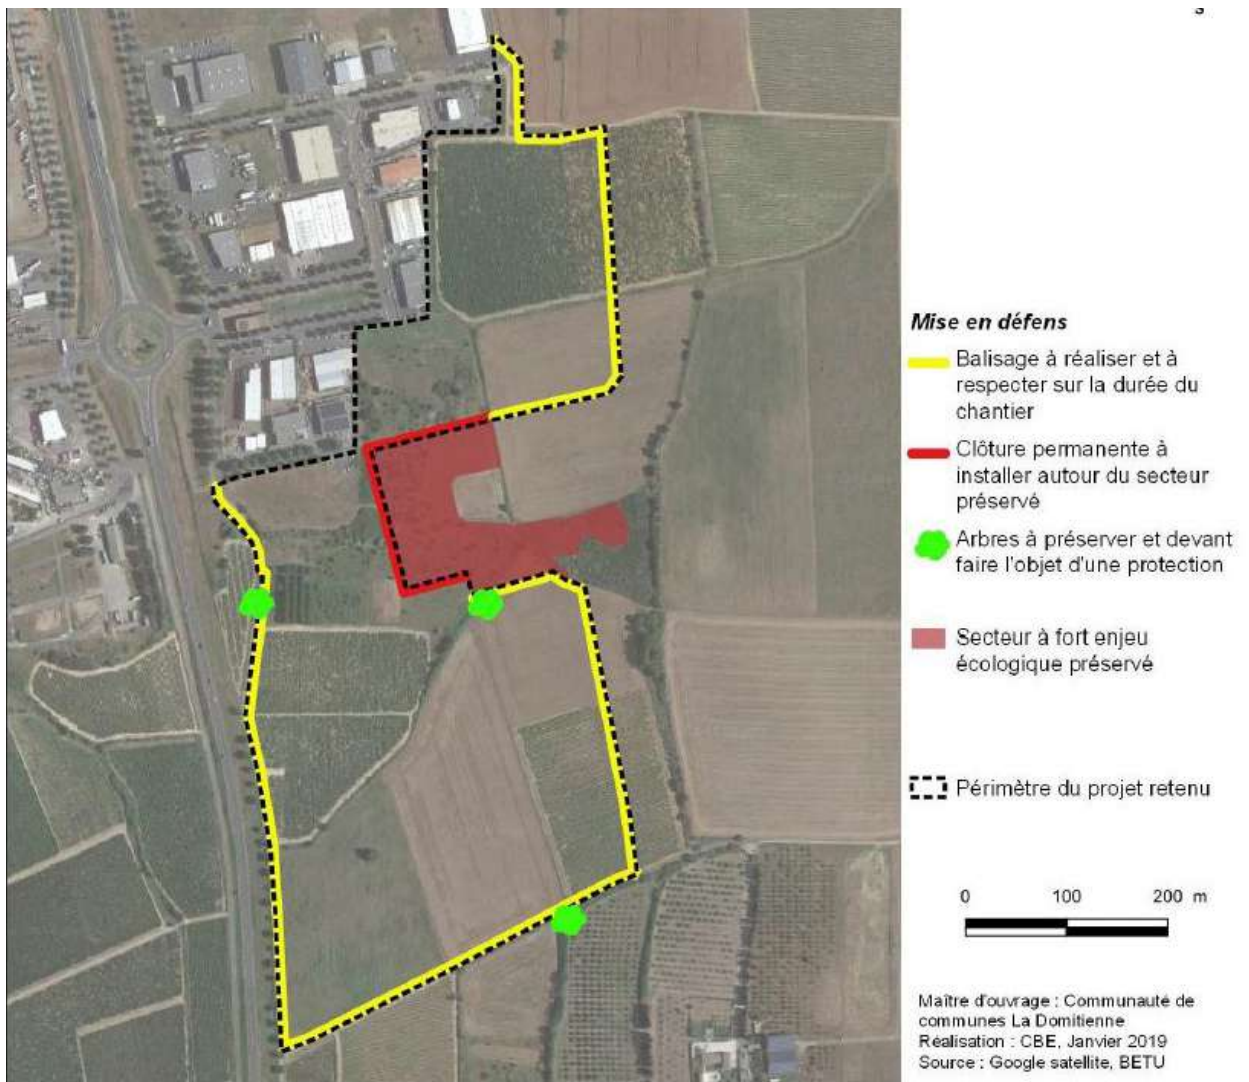 s
Mise en défens
Balisage à réaliser et à
respecter sur la durée du
chantier
Clôture permanente à
installer autour du secteur
préservé
Arbres à préserver et devant
faire l'objet d'une protection
Secteur à fort enjeu
écologique préservé
Périmètre du projet retenu
0 100 200 m
Maître d'ouvrage : Communauté de
communes La Domitienne
Réalisation : CBE, Janvier 2019
Source : Google satellite, BETU